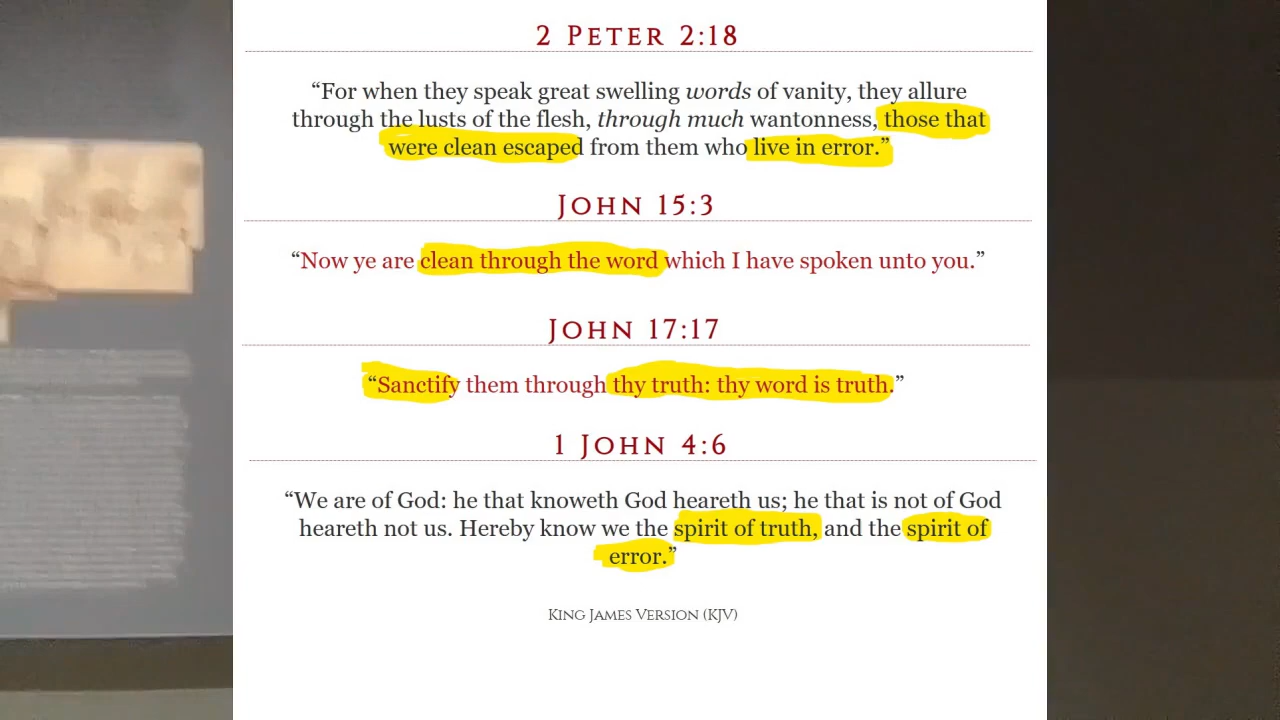 2 Peter 2:18
“For when they speak great swelling words of vanity, they allure
through the lusts of the flesh, through much wantonness, those that
were clean escaped from them who live in error.”
John 15:3
“Now ye are clean through the word which I have spoken unto you.”
John 17:17
“Sanctify them through thy truth: thy word is truth.”
1 John 4:6
“We are of God: he that knoweth God heareth us; he that is not of God
heareth not us. Hereby know we the spirit of truth, and the spirit of
error.”
King James Version (KJV)